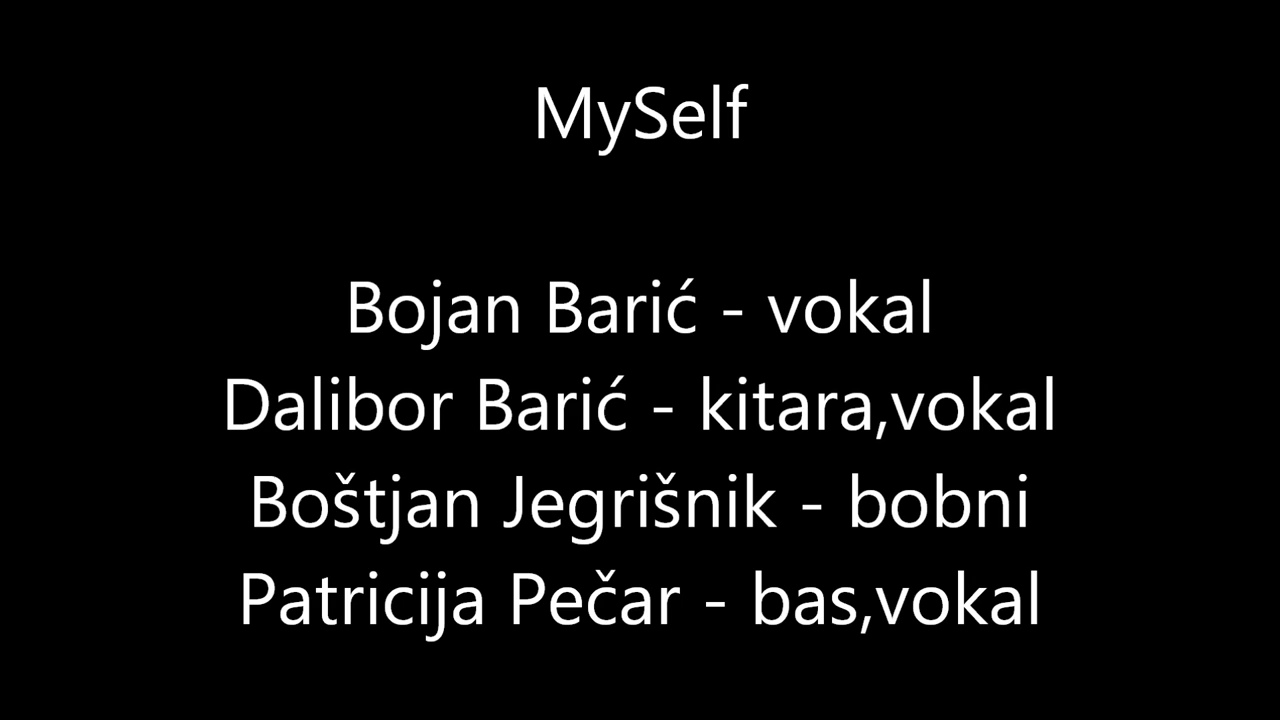 MySelf
Bojan Barić - vokal
Dalibor Barić - kitara,vokal
Boštjan Jegrišnik - bobni
Patricija Pečar - bas,vokal